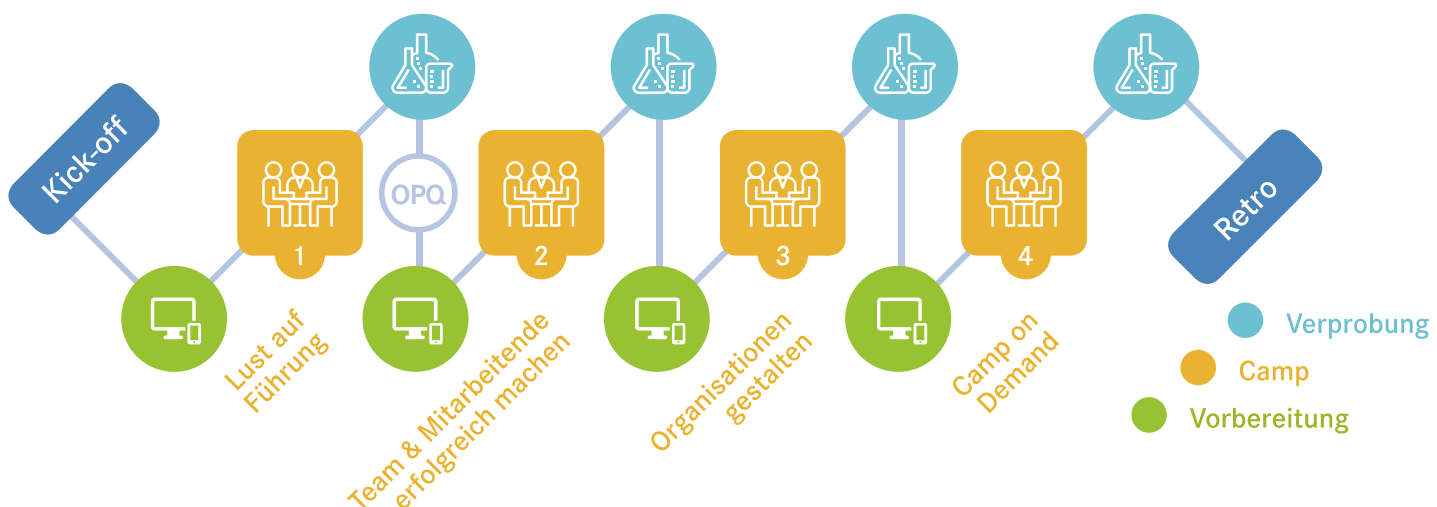 Kick-off
1
Lust auf
Führung
OPQ
2
Team & Mitarbeitende
erfolgreich machen
3
Organisationen
gestalten
4
Camp on
Demand
Retro
Verprobung
Camp
Vorbereitung